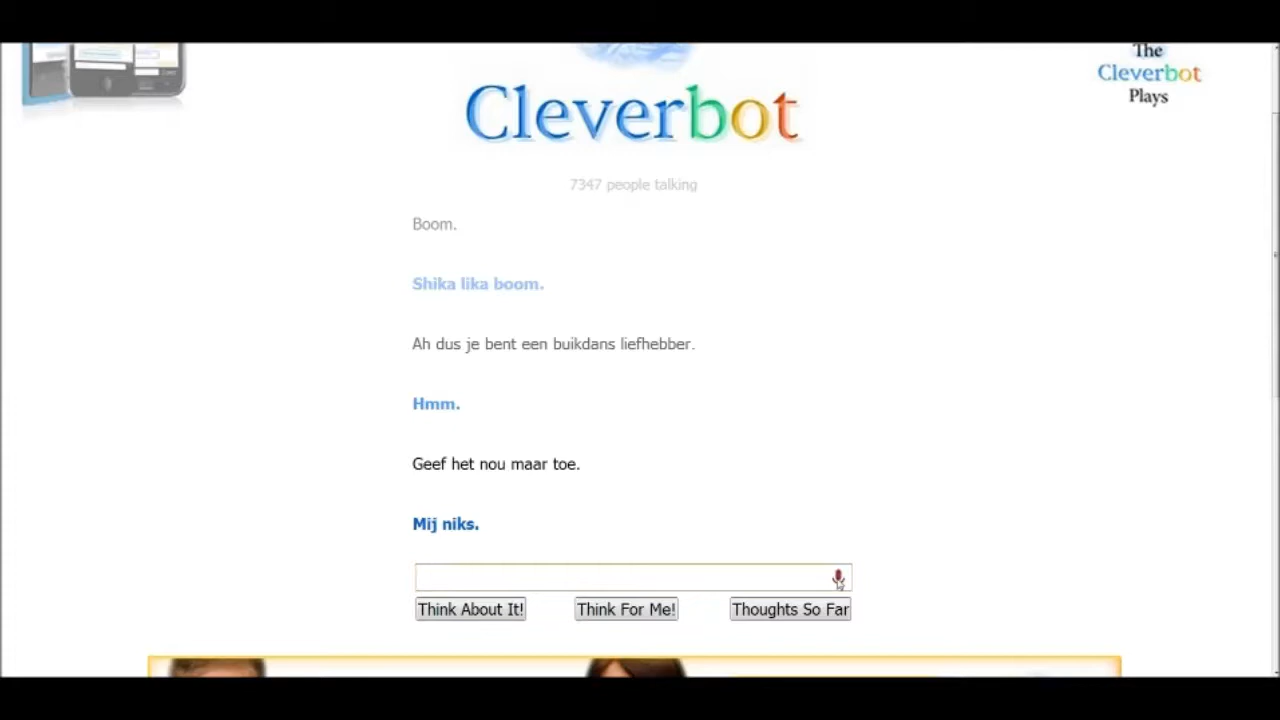 The
Cleverbot
Plays
Cleverbot
7347 people talking
Boom.
Shika lika boom.
Ah dus je bent een buikdans liefhebber.
Hmm.
Geef het nou maar toe.
Mij niks.
Think About It!
Think For Me!
Thoughts So Far